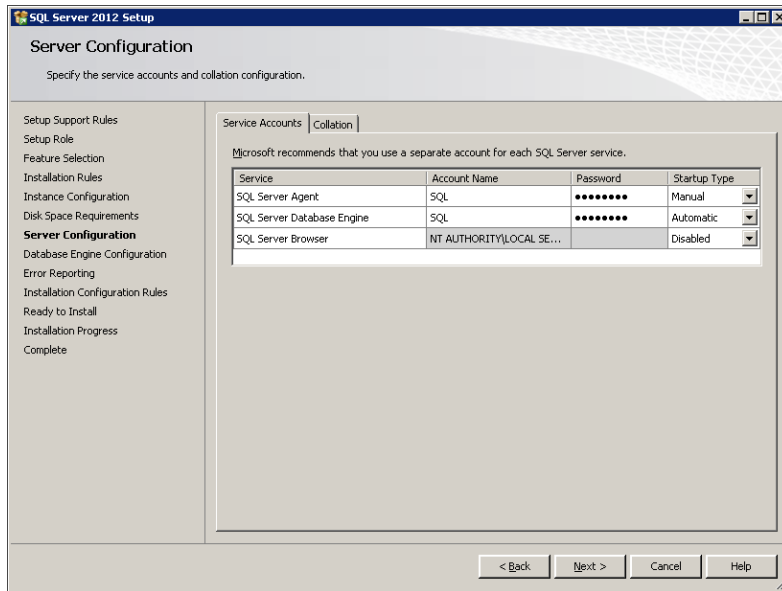 SQL Server 2012 Setup
Server Configuration
Specify the service accounts and collation configuration.
Setup Support Rules
Setup Role
Feature Selection
Installation Rules
Instance Configuration
Disk Space Requirements
Server Configuration
Database Engine Configuration
Error Reporting
Installation Configuration Rules
Ready to Install
Installation Progress
Complete
Service Accounts Collation
Microsoft recommends that you use a separate account for each SQL Server service.
Service Account Name Password Startup Type
SQL Server Agent SQL ●●●●●●●● Manual
SQL Server Database Engine SQL ●●●●●●●● Automatic
SQL Server Browser NT AUTHORITY\LOCAL SE... Disabled
< Back Next > Cancel Help